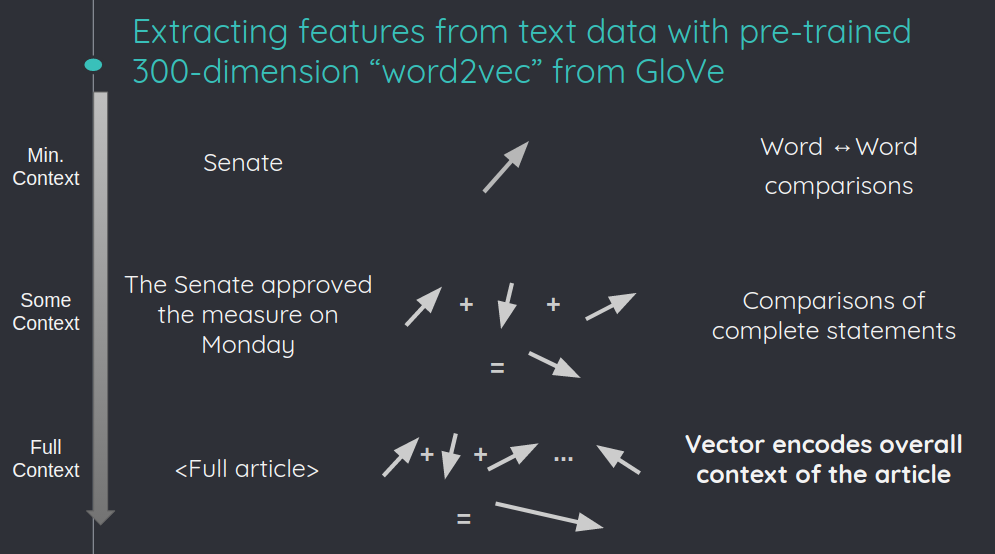 Extracting features from text data with pre-trained
300-dimension “word2vec” from GloVe
Min.
Context
Senate
Word ↔ Word
comparisons
Some
Context
The Senate approved
the measure on
Monday
+ +
=
Comparisons of
complete statements
Full
Context
<Full article>
+ + ...
=
Vector encodes overall
context of the article